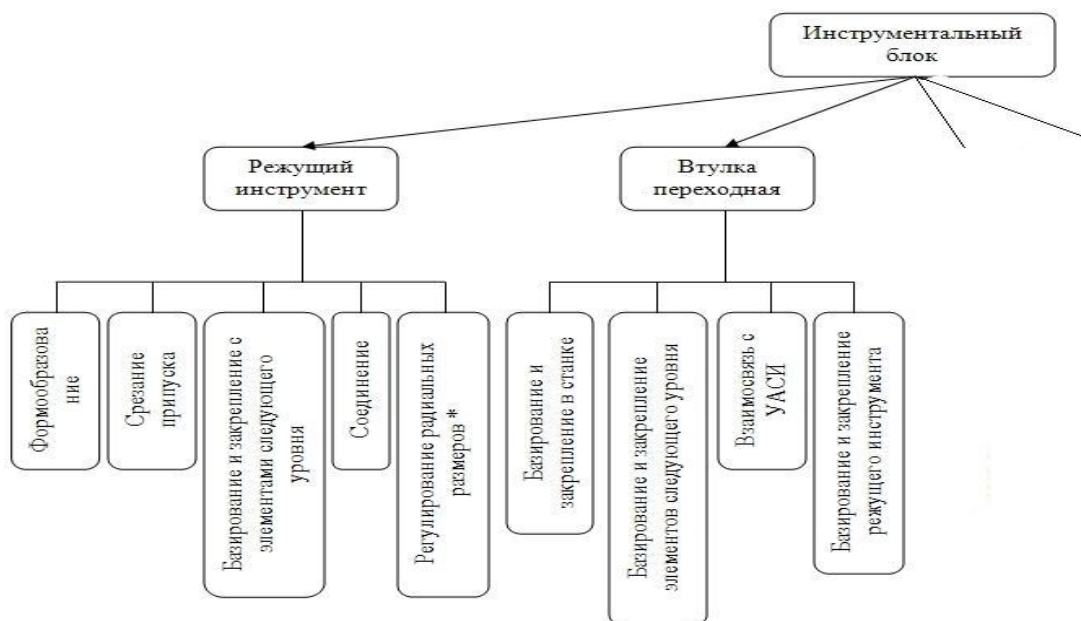 Инструментальный
блок
Режущий
инструмент
Втулка
переходная
Формообразова
ние
Срезание
припуска
Базирование и закрепление с
элементами следующего
уровня
Соединение
Регулирование радиальных
размеров *
Базирование и
закрепление в станке
Базирование и закрепление
элементов следующего уровня
Взаимосвязь с
УАСИ
Базирование и закрепление
режущего инструмента